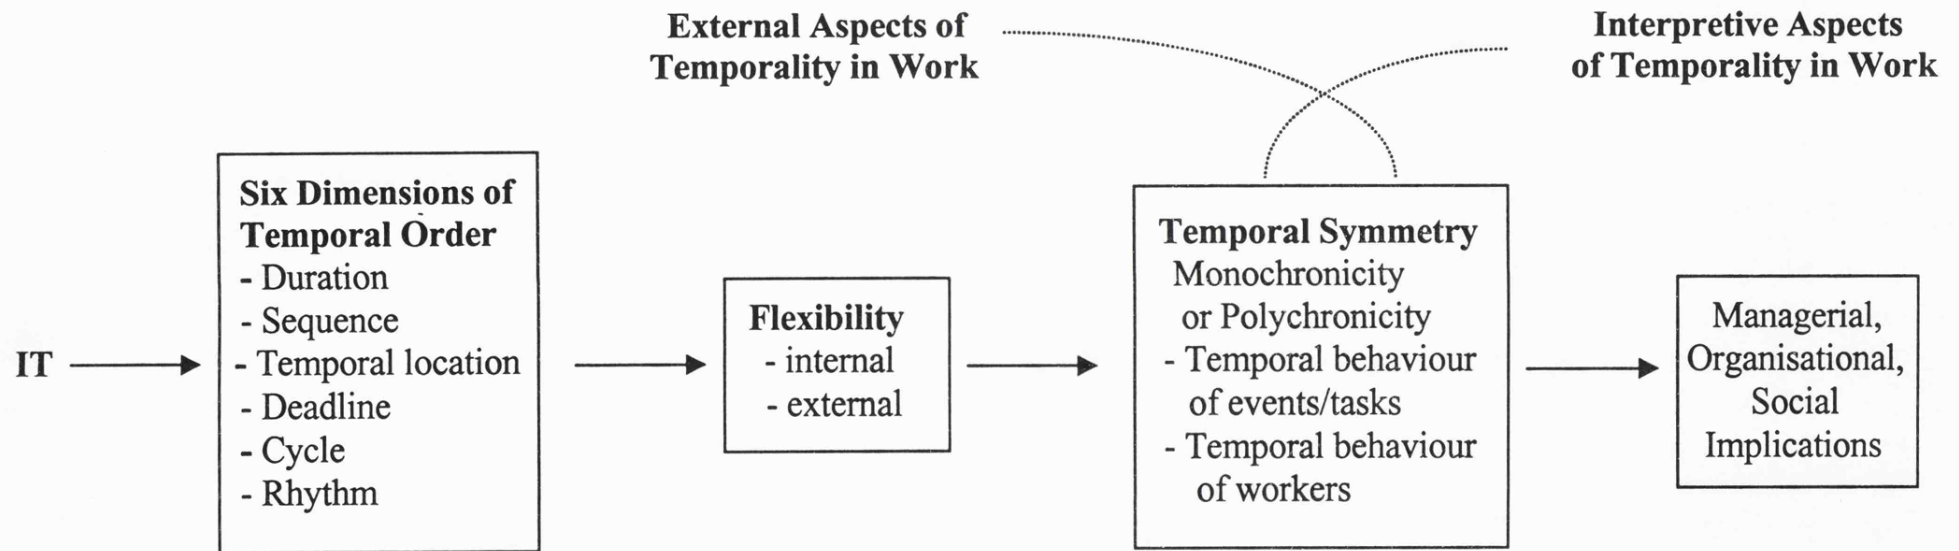 External Aspects of
Temporality in Work
Interpretive Aspects
of Temporality in Work
IT
Six Dimensions of
Temporal Order
- Duration
- Sequence
- Temporal location
- Deadline
- Cycle
- Rhythm
Flexibility
- internal
- external
Temporal Symmetry
Monochronicity
or Polychronicity
- Temporal behaviour
of events/tasks
- Temporal behaviour
of workers
Managerial,
Organisational,
Social
Implications